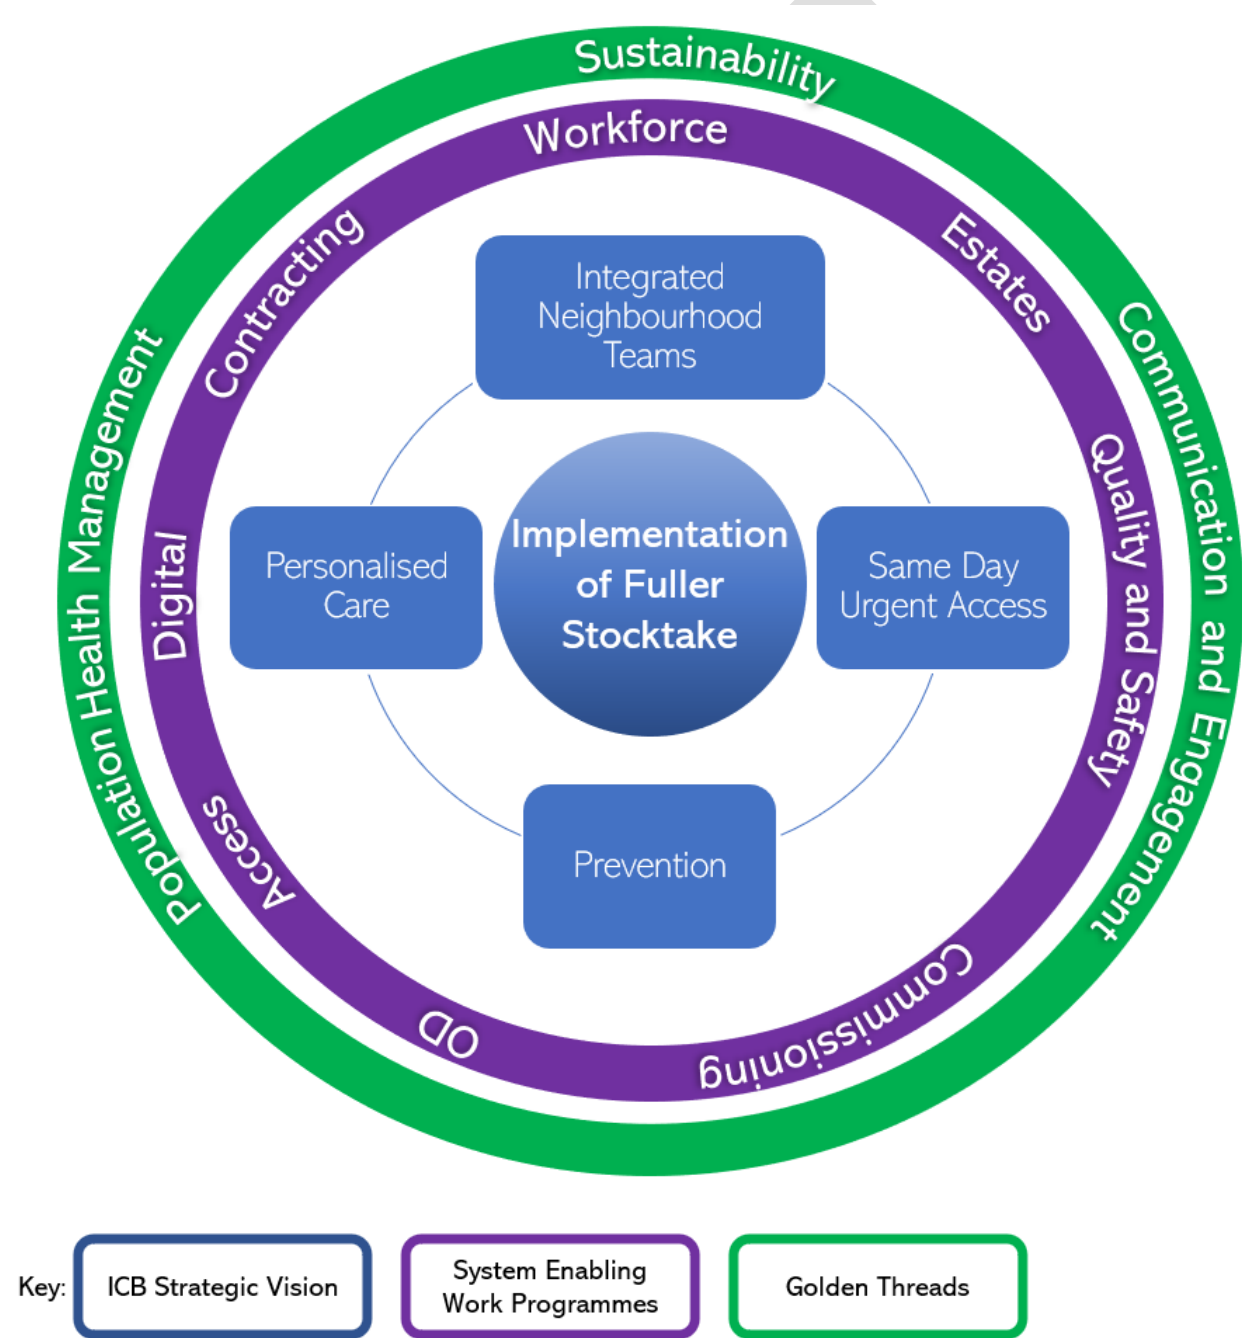 Sustainability
Workforce
Contracting
Estates
Population Health Management
Communication and Engagement
Quality and Safety
Digital
Access
OD
Commissioning
Integrated
Neighbourhood
Teams
Personalised
Care
Implementation
of Fuller
Stocktake
Same Day
Urgent Access
Prevention
Key:
ICB Strategic Vision
System Enabling
Work Programmes
Golden Threads